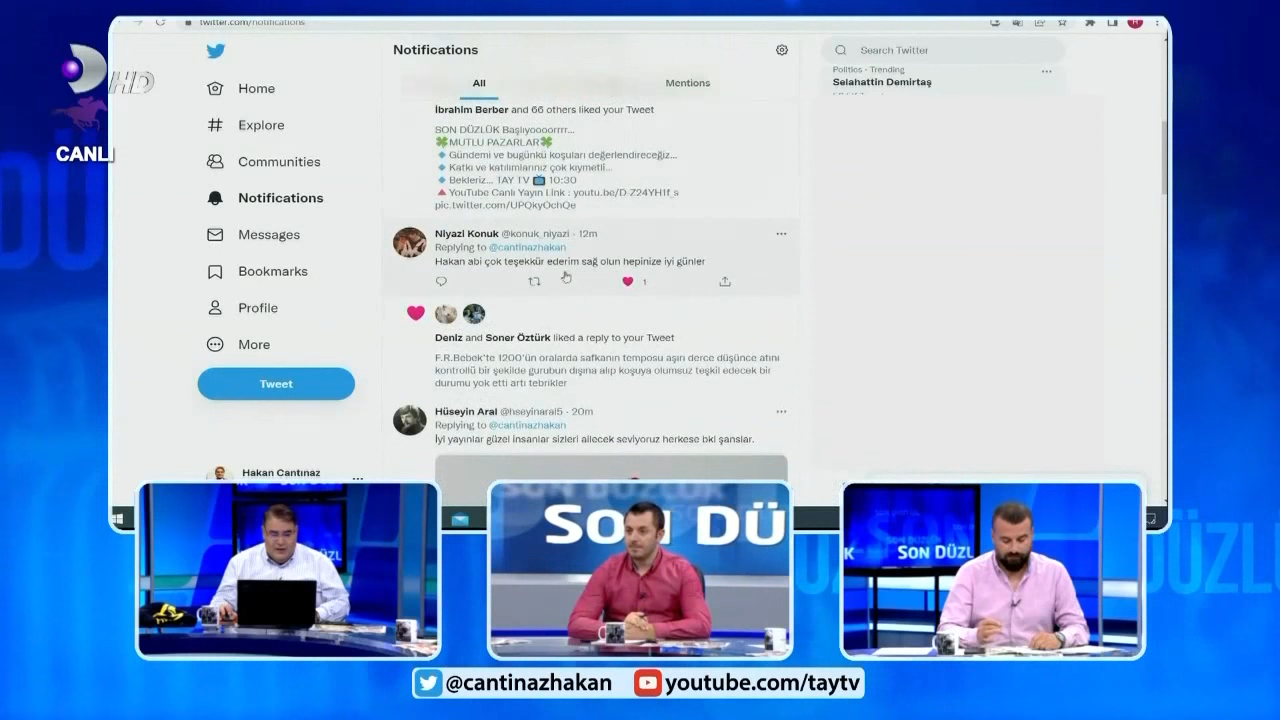 twitter.com/notifications
HD
CANLI
Home
Explore
Communities
Notifications
Messages
Bookmarks
Profile
More
Tweet
Hakan Cantınaz
Notifications
All
Mentions
İbrahim Berber and 66 others liked your Tweet
SON DÜZLÜK Başlıyoooorrrr...
🍀MUTLU PAZARLAR🍀
🔹Gündemi ve bugünkü koşuları değerlendireceğiz...
🔹Katkı ve katılımlarınız çok kıymetli...
🔹Bekleriz... TAY TV 📺 10:30
🔺YouTube Canlı Yayın Link : youtu.be/D-Z24YH1f_s
pic.twitter.com/UPQkyOchQe
Niyazi Konuk @konuk_niyazi · 12m
Replying to @cantinazhakan
Hakan abi çok teşekkür ederim sağ olun hepinize iyi günler
1
Deniz and Soner Öztürk liked a reply to your Tweet
F.R.Bebek'te 1200'ün oralarda safkanın temposu aşırı derce düşünce atını
kontrollü bir şekilde gurubun dışına alıp koşuya olumsuz teşkil edecek bir
durumu yok etti artı tebrikler
Hüseyin Aral @hseyinaral5 · 20m
Replying to @cantinazhakan
İyi yayınlar güzel insanlar sizleri ailecek seviyoruz herkese bkl şanslar.
Search Twitter
Politics · Trending
Selahattin Demirtaş
SON DÜZLÜK
SON DÜ
SON DÜZLÜK
SON DÜZL
@cantinazhakan
youtube.com/taytv